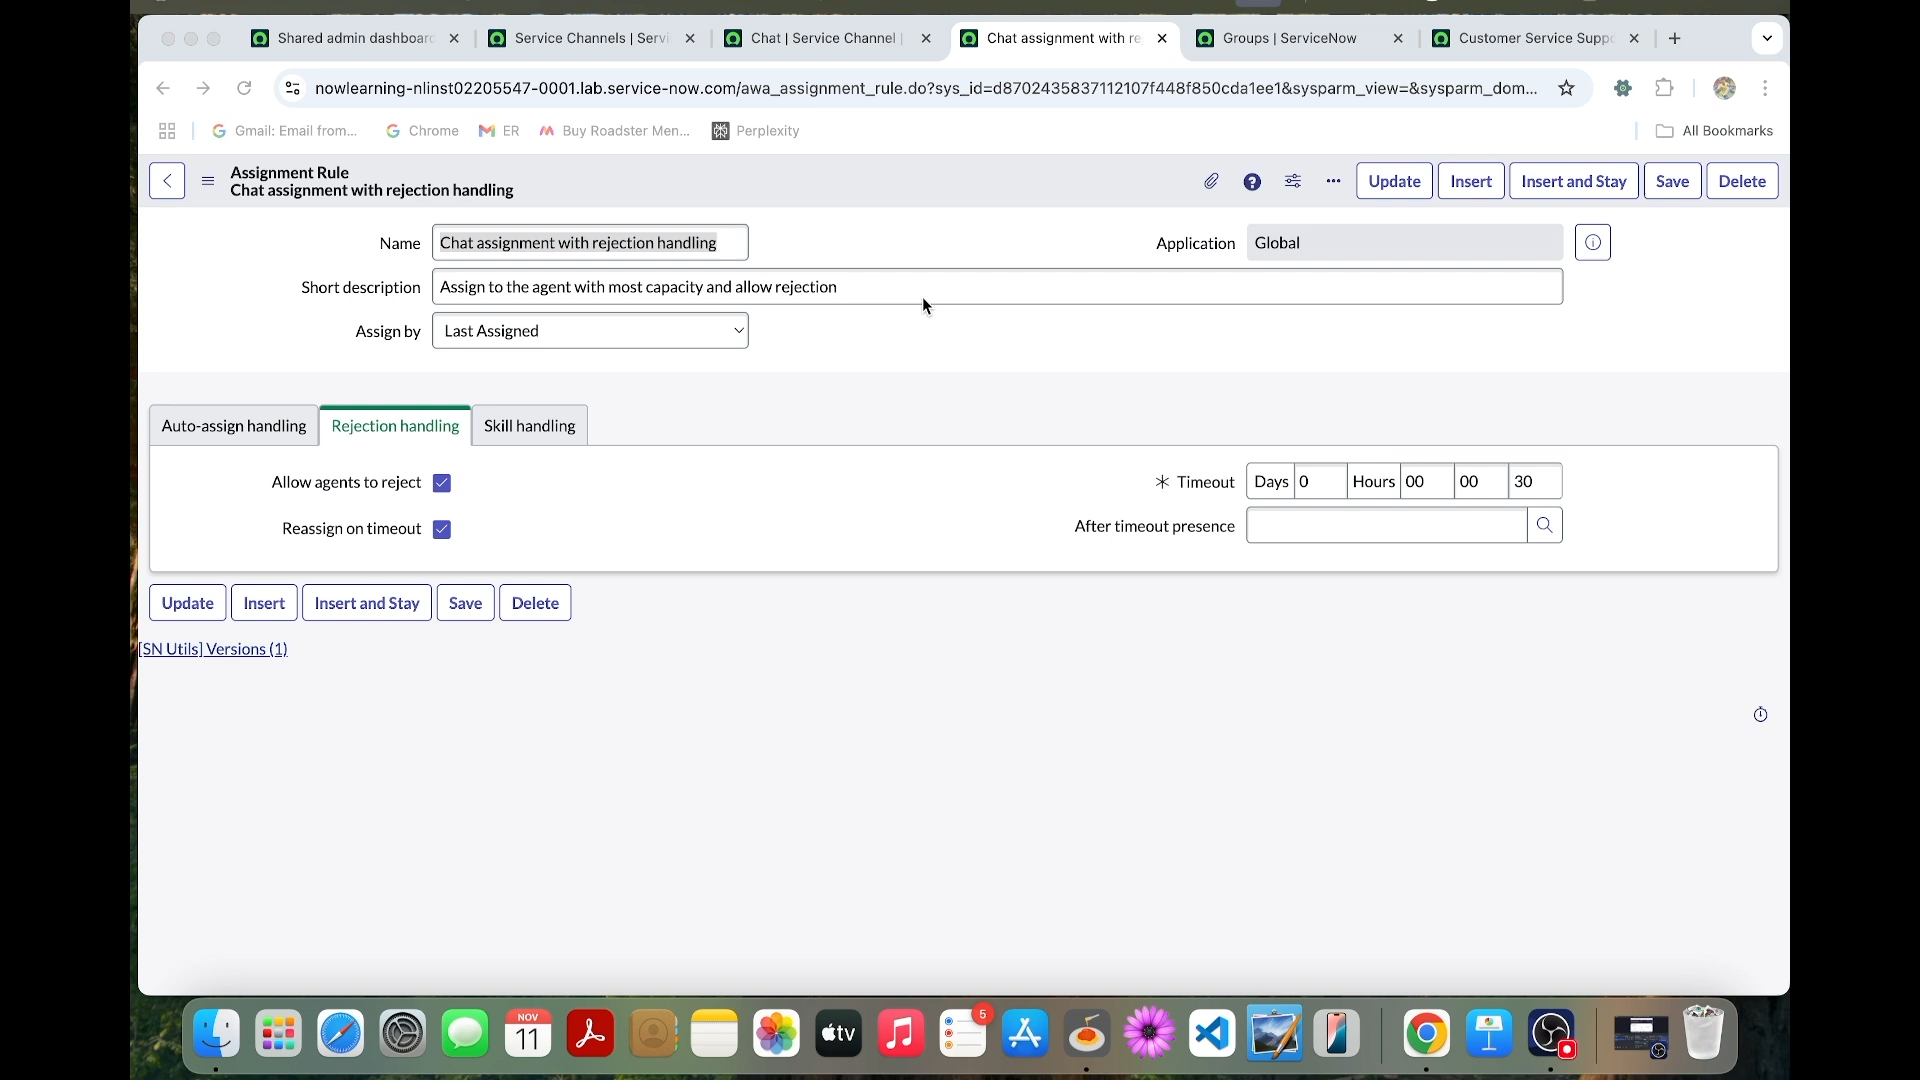 Shared admin dashboard
Service Channels | Servi
Chat | Service Channel |
Chat assignment with re
Groups | ServiceNow
Customer Service Suppo
nowlearning-nlinst02205547-0001.lab.service-now.com/awa_assignment_rule.do?sys_id=d8702435837112107f448f850cda1ee1&sysparm_view=&sysparm_dom...
Gmail: Email from...
Chrome
ER
Buy Roadster Men...
Perplexity
All Bookmarks
Assignment Rule
Chat assignment with rejection handling
Update
Insert
Insert and Stay
Save
Delete
Name
Chat assignment with rejection handling
Application
Global
Short description
Assign to the agent with most capacity and allow rejection
Assign by
Last Assigned
Auto-assign handling
Rejection handling
Skill handling
Allow agents to reject
Timeout
Days 0 Hours 00 00 30
Reassign on timeout
After timeout presence
Update
Insert
Insert and Stay
Save
Delete
[SN Utils] Versions (1)
NOV
11
tv
5